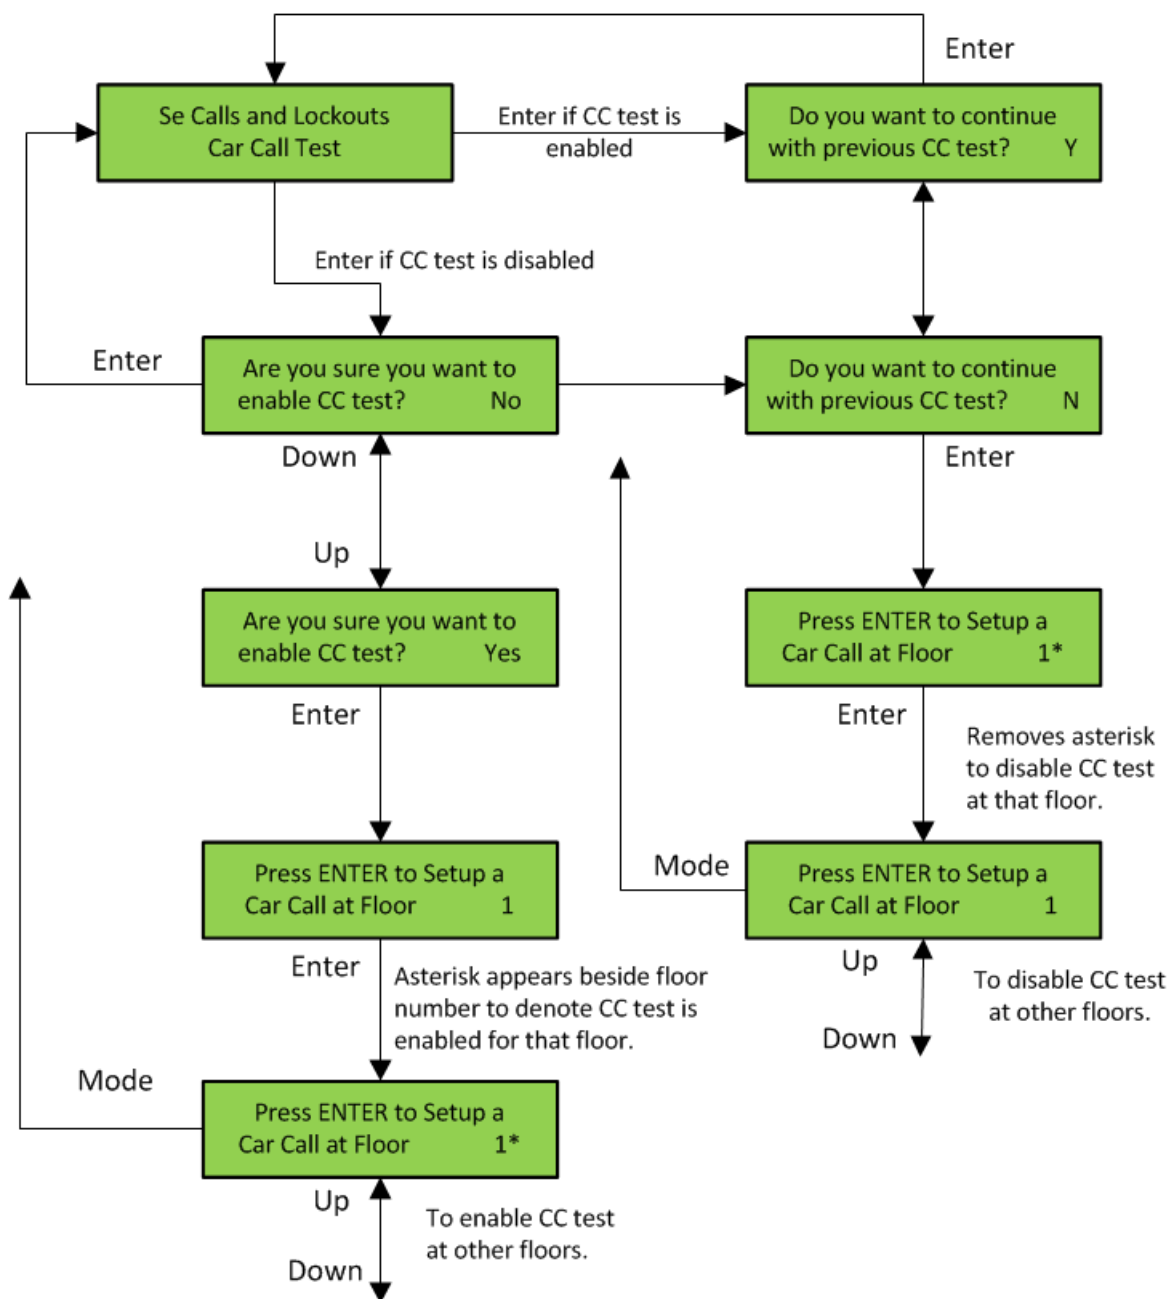 Enter
Se Calls and Lockouts
Car Call Test
Enter if CC test is
enabled
Do you want to continue
with previous CC test? Y
Enter if CC test is disabled
Enter
Are you sure you want to
enable CC test? No
Do you want to continue
with previous CC test? N
Down
Enter
Up
Are you sure you want to
enable CC test? Yes
Press ENTER to Setup a
Car Call at Floor 1*
Enter
Enter
Removes asterisk
to disable CC test
at that floor.
Press ENTER to Setup a
Car Call at Floor 1
Mode
Press ENTER to Setup a
Car Call at Floor 1
Enter
Asterisk appears beside floor
number to denote CC test is
enabled for that floor.
Up
To disable CC test
at other floors.
Down
Mode
Press ENTER to Setup a
Car Call at Floor 1*
Up
To enable CC test
at other floors.
Down